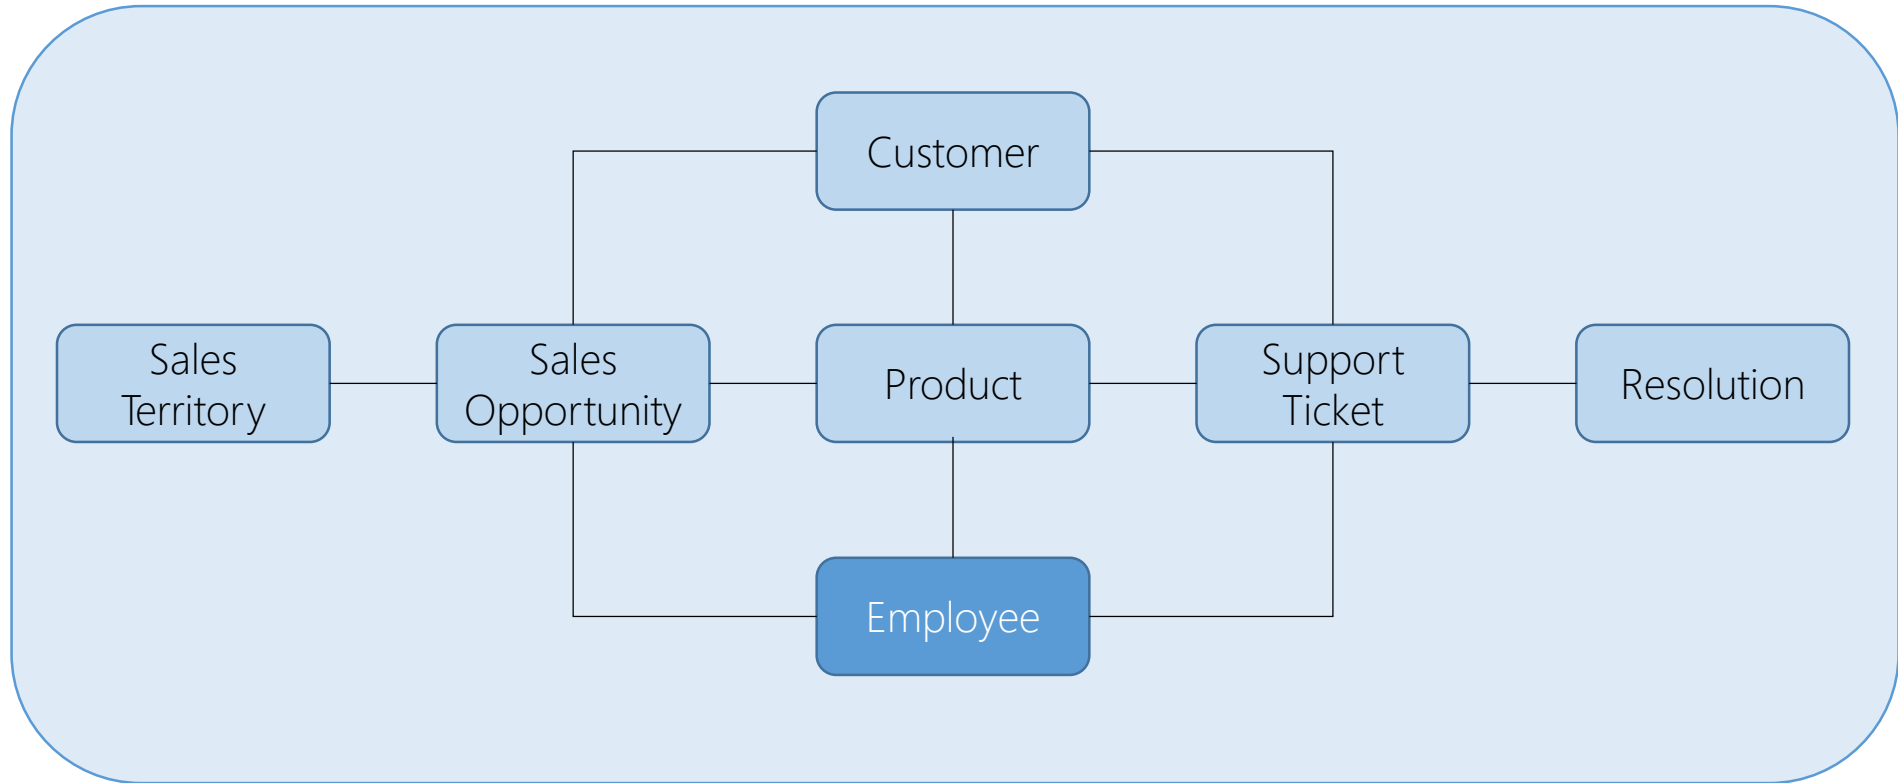 Customer
Sales
Territory
Sales
Opportunity
Product
Support
Ticket
Resolution
Employee